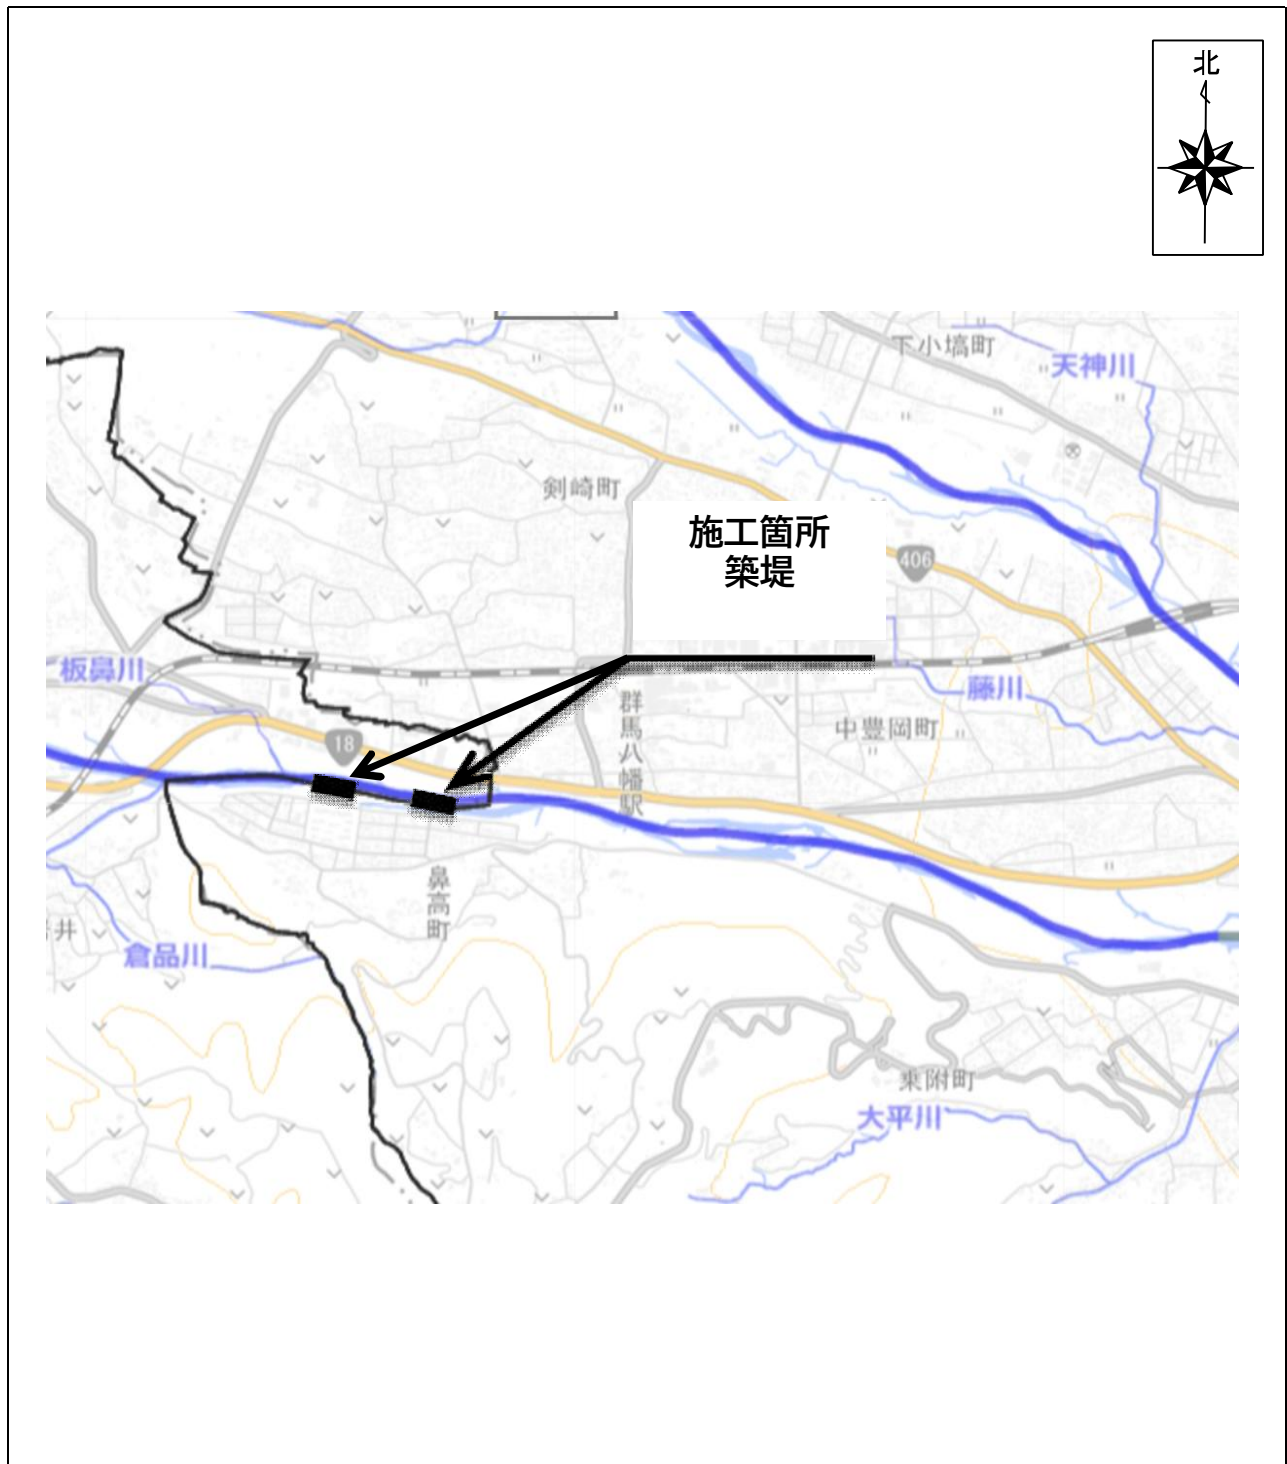 北
下小塙町
天神川
剣崎町
施工箇所
築堤
406
板鼻川
藤川
群馬八幡駅
中豊岡町
18
鼻高町
井
倉品川
乗附町
大平川